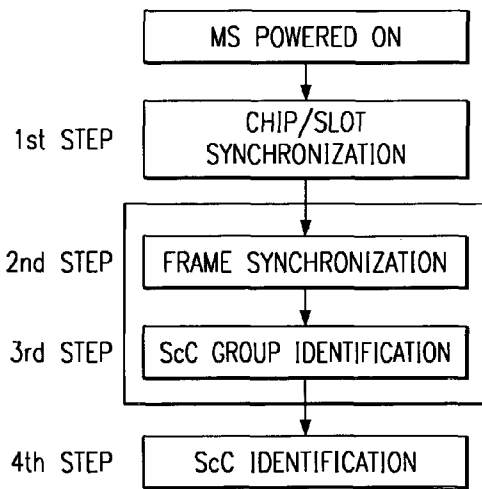 MS POWERED ON
1st STEP
CHIP/SLOT
SYNCHRONIZATION
2nd STEP
FRAME SYNCHRONIZATION
3rd STEP
ScC GROUP IDENTIFICATION
4th STEP
ScC IDENTIFICATION